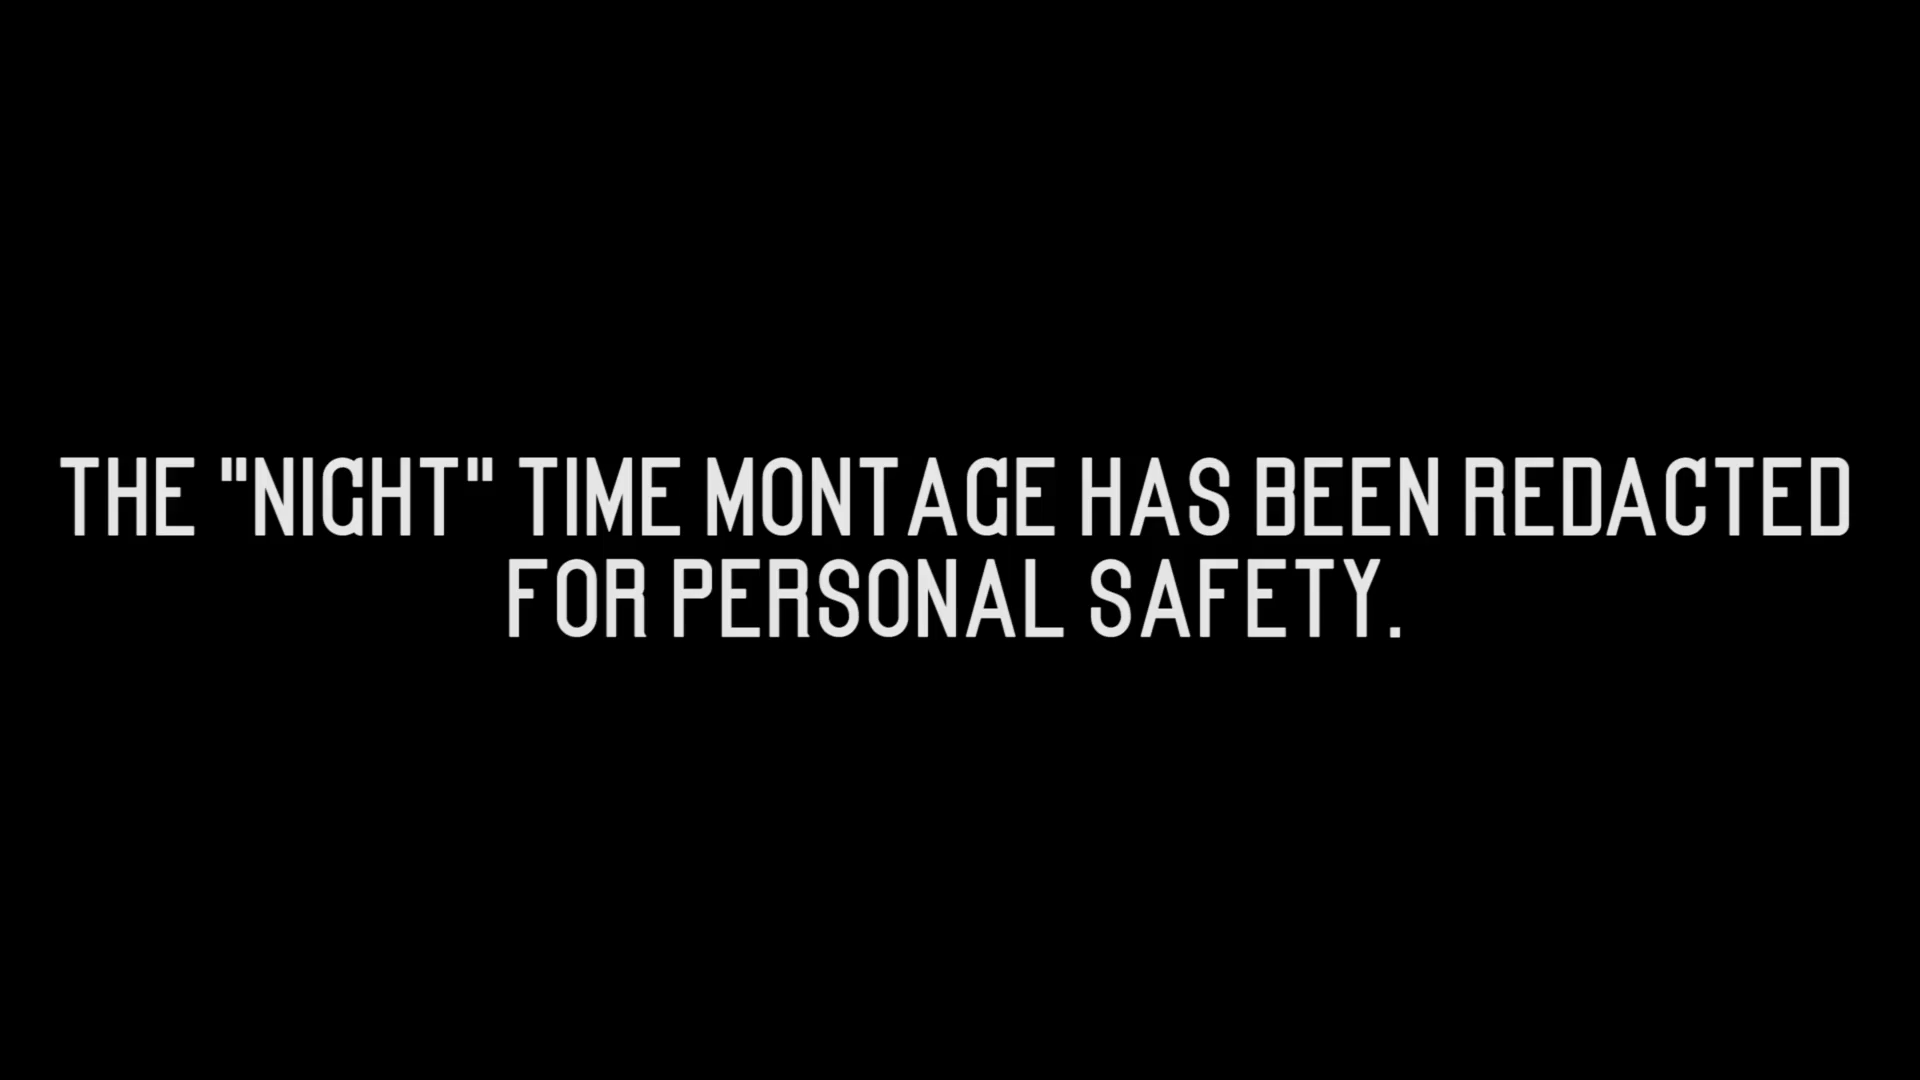 THE "NIGHT" TIME MONTAGE HAS BEEN REDACTED
FOR PERSONAL SAFETY.